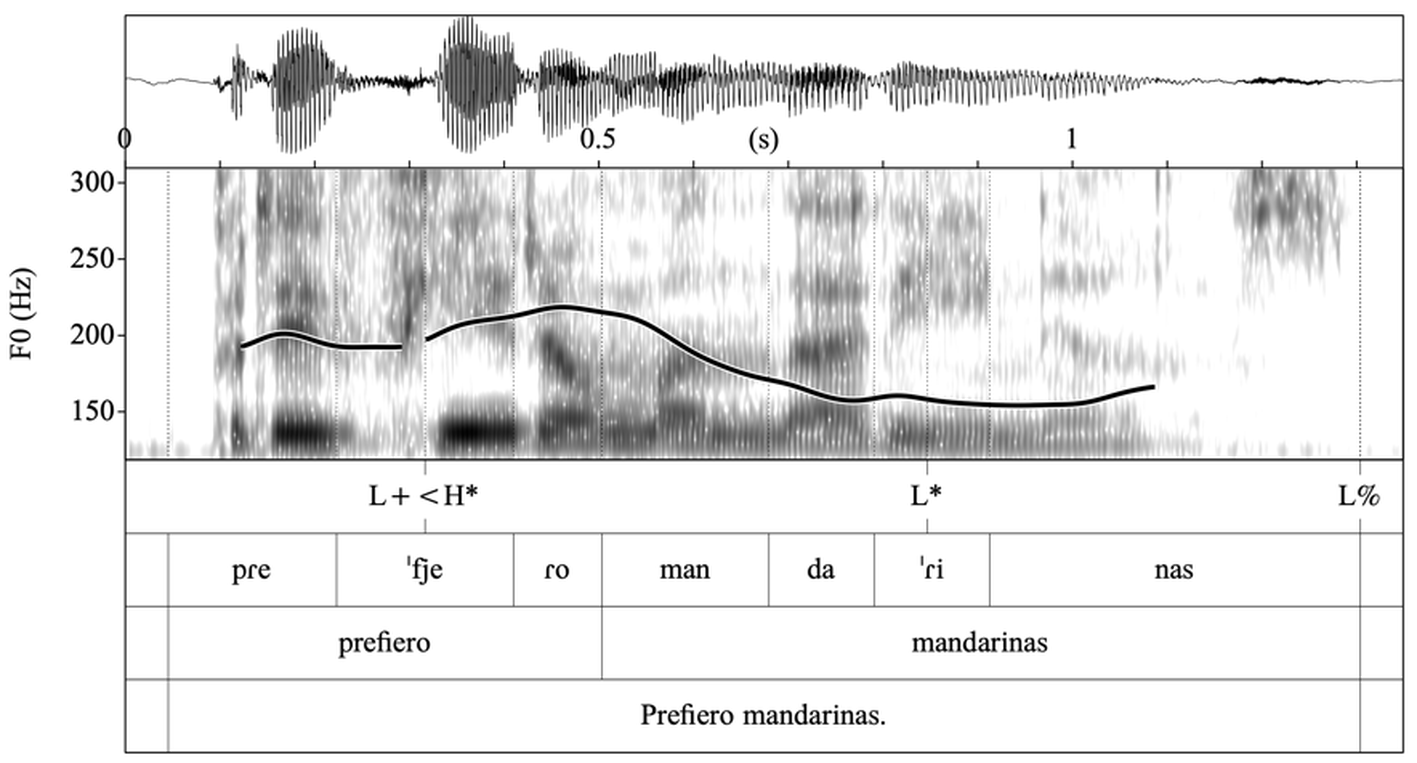 0 0.5 (s) 1
300
250
200
150
F0 (Hz)
L+<H* L* L%
pɾe ˈfje ɾo man da ˈɾi nas
prefiero mandarinas
Prefiero mandarinas.